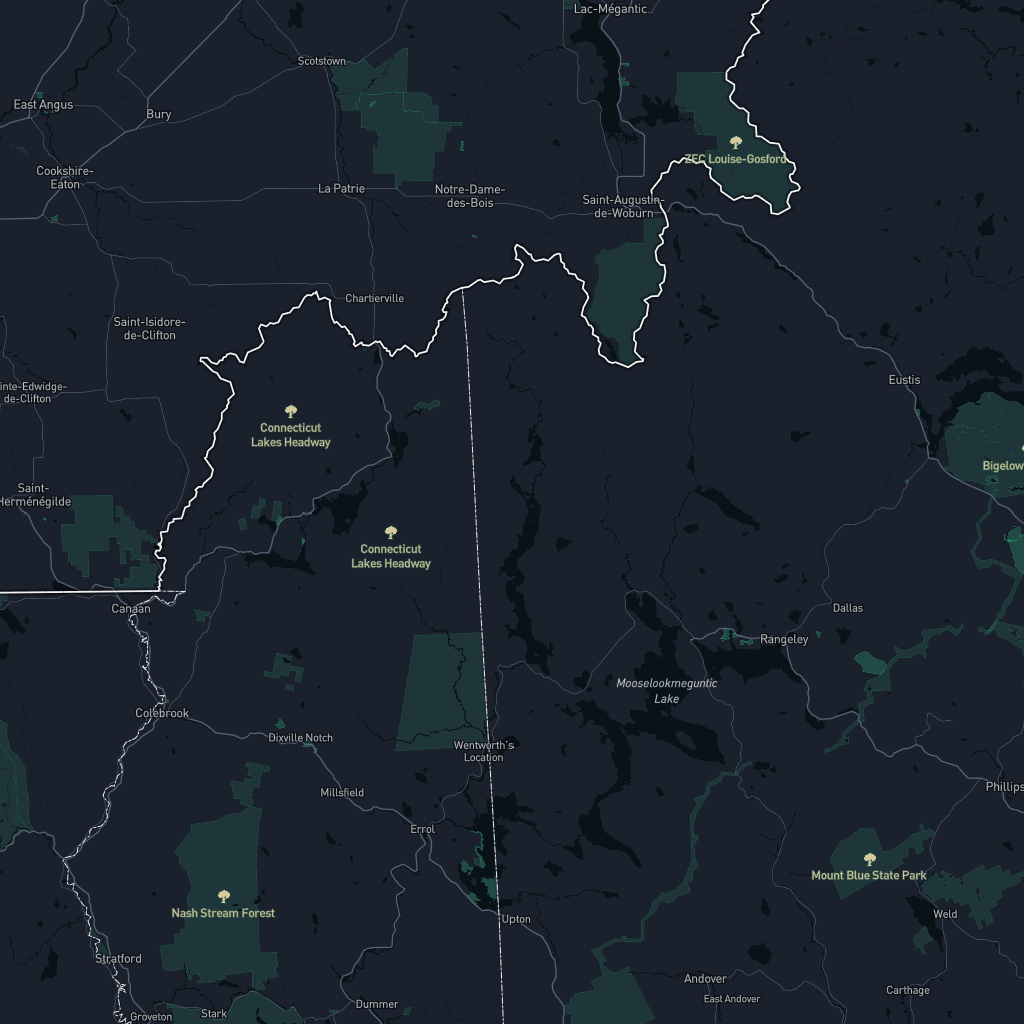 Lac-Mégantic
Scotstown
East Angus
Bury
ZEC Louise-Gosford
Cookshire-
Eaton
La Patrie
Notre-Dame-
des-Bois
Saint-Augustin-
de-Woburn
Chartierville
Saint-Isidore-
de-Clifton
Eustis
inte-Edwidge-
de-Clifton
Connecticut
Lakes Headway
Bigelow
Saint-
Herménégilde
Connecticut
Lakes Headway
Canaan
Dallas
Rangeley
Mooselookmeguntic
Lake
Colebrook
Dixville Notch
Wentworth's
Location
Millsfield
Phillips
Errol
Mount Blue State Park
Nash Stream Forest
Weld
Upton
Stratford
Andover
East Andover
Carthage
Dummer
Stark
Groveton